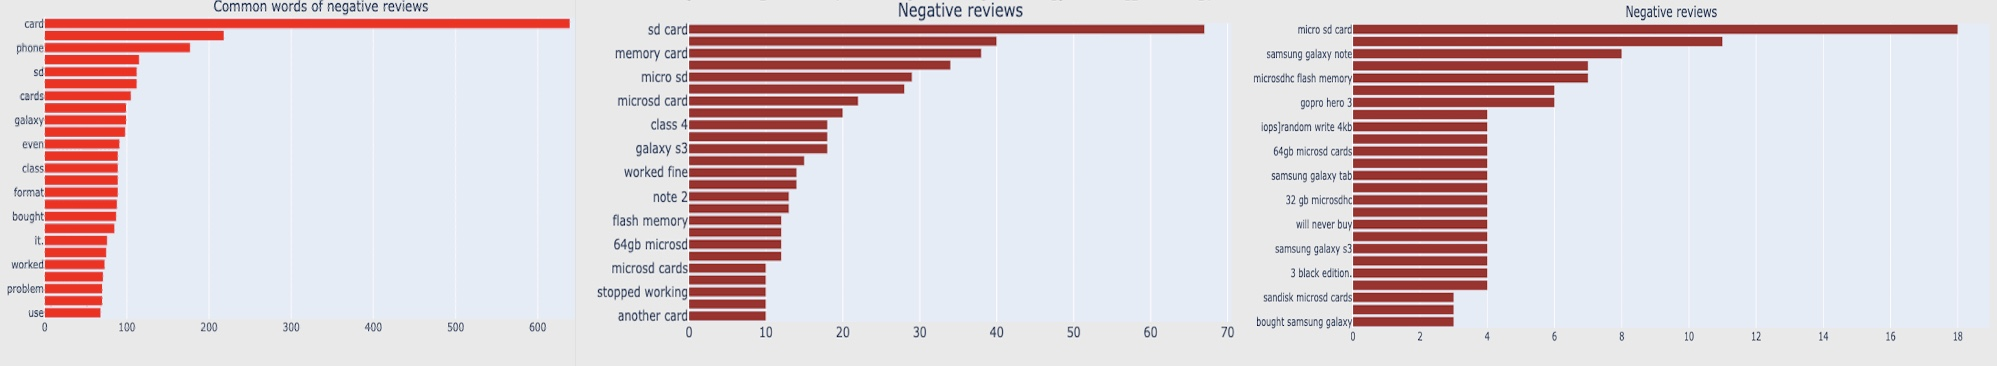 Common words of negative reviews
card
phone
sd
cards
galaxy
even
class
format
bought
it.
worked
problem
use
0 100 200 300 400 500 600
Negative reviews
sd card
memory card
micro sd
microsd card
class 4
galaxy s3
worked fine
note 2
flash memory
64gb microsd
microsd cards
stopped working
another card
0 10 20 30 40 50 60 70
Negative reviews
micro sd card
samsung galaxy note
microsdhc flash memory
gopro hero 3
iops]random write 4kb
64gb microsd cards
samsung galaxy tab
32 gb microsdhc
will never buy
samsung galaxy s3
3 black edition.
sandisk microsd cards
bought samsung galaxy
0 2 4 6 8 10 12 14 16 18